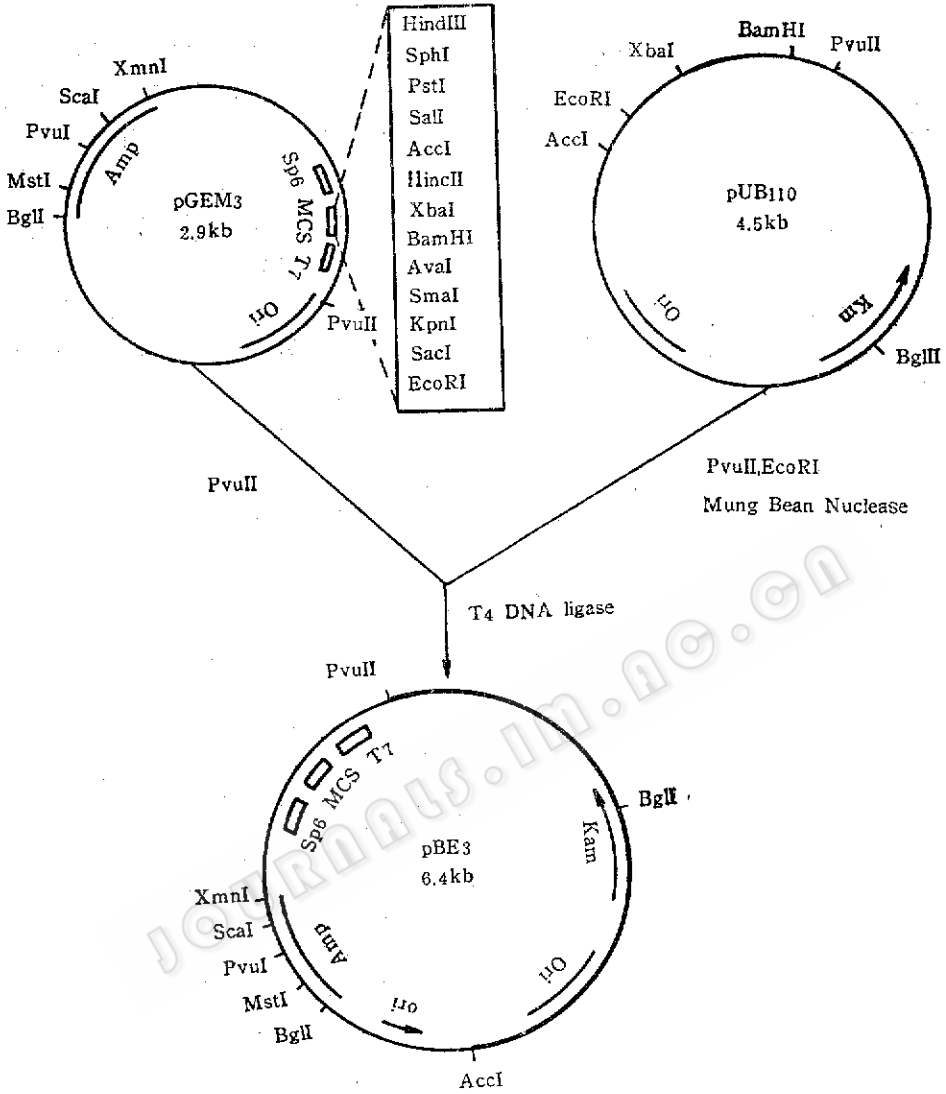 XmnI
ScaI
PvuI
MstI
BglI
Amp
pGEM3
2.9kb
Sp6 MCS T7
Ori
PvuII
HindIII
SphI
PstI
SalI
AccI
HincII
XbaI
BamHI
AvaI
SmaI
KpnI
SacI
EcoRI
BamHI
PvuII
XbaI
EcoRI
AccI
pUB110
4.5kb
Ori
Km
BglII
PvuII
PvuII,EcoRI
Mung Bean Nuclease
T4 DNA ligase
PvuII
Sp6 MCS T7
pBE3
6.4kb
BglII
Kam
XmnI
ScaI
PvuI
MstI
BglI
Amp
ori
Ori
AccI
JOURNALS.IM.AC.CN